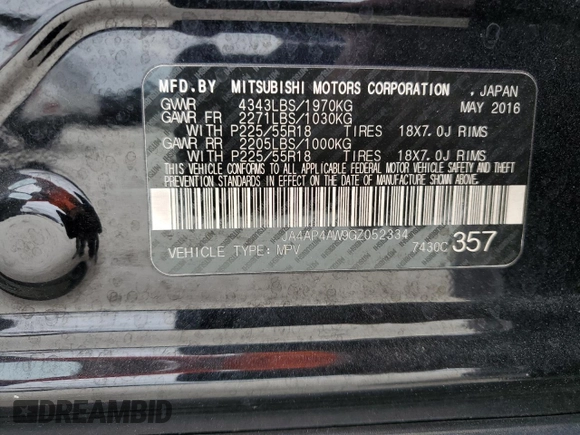 MFD.BY MITSUBISHI MOTORS CORPORATION , JAPAN
GVWR 4343LBS/1970KG MAY 2016
GAWR FR 2271LBS/1030KG
WITH P225/55R18 TIRES 18X7.0J RIMS
GAWR RR 2205LBS/1000KG
WITH P225/55R18 TIRES 18X7.0J RIMS
THIS VEHICLE CONFORMS TO ALL APPLICABLE FEDERAL MOTOR VEHICLE SAFETY AND THEFT
PREVENTION STANDARDS IN EFFECT ON THE DATE OF MANUFACTURE SHOWN ABOVE.
JA4AP4AW9GZ052334
VEHICLE TYPE: MPV 7430C 357
DREAMBID